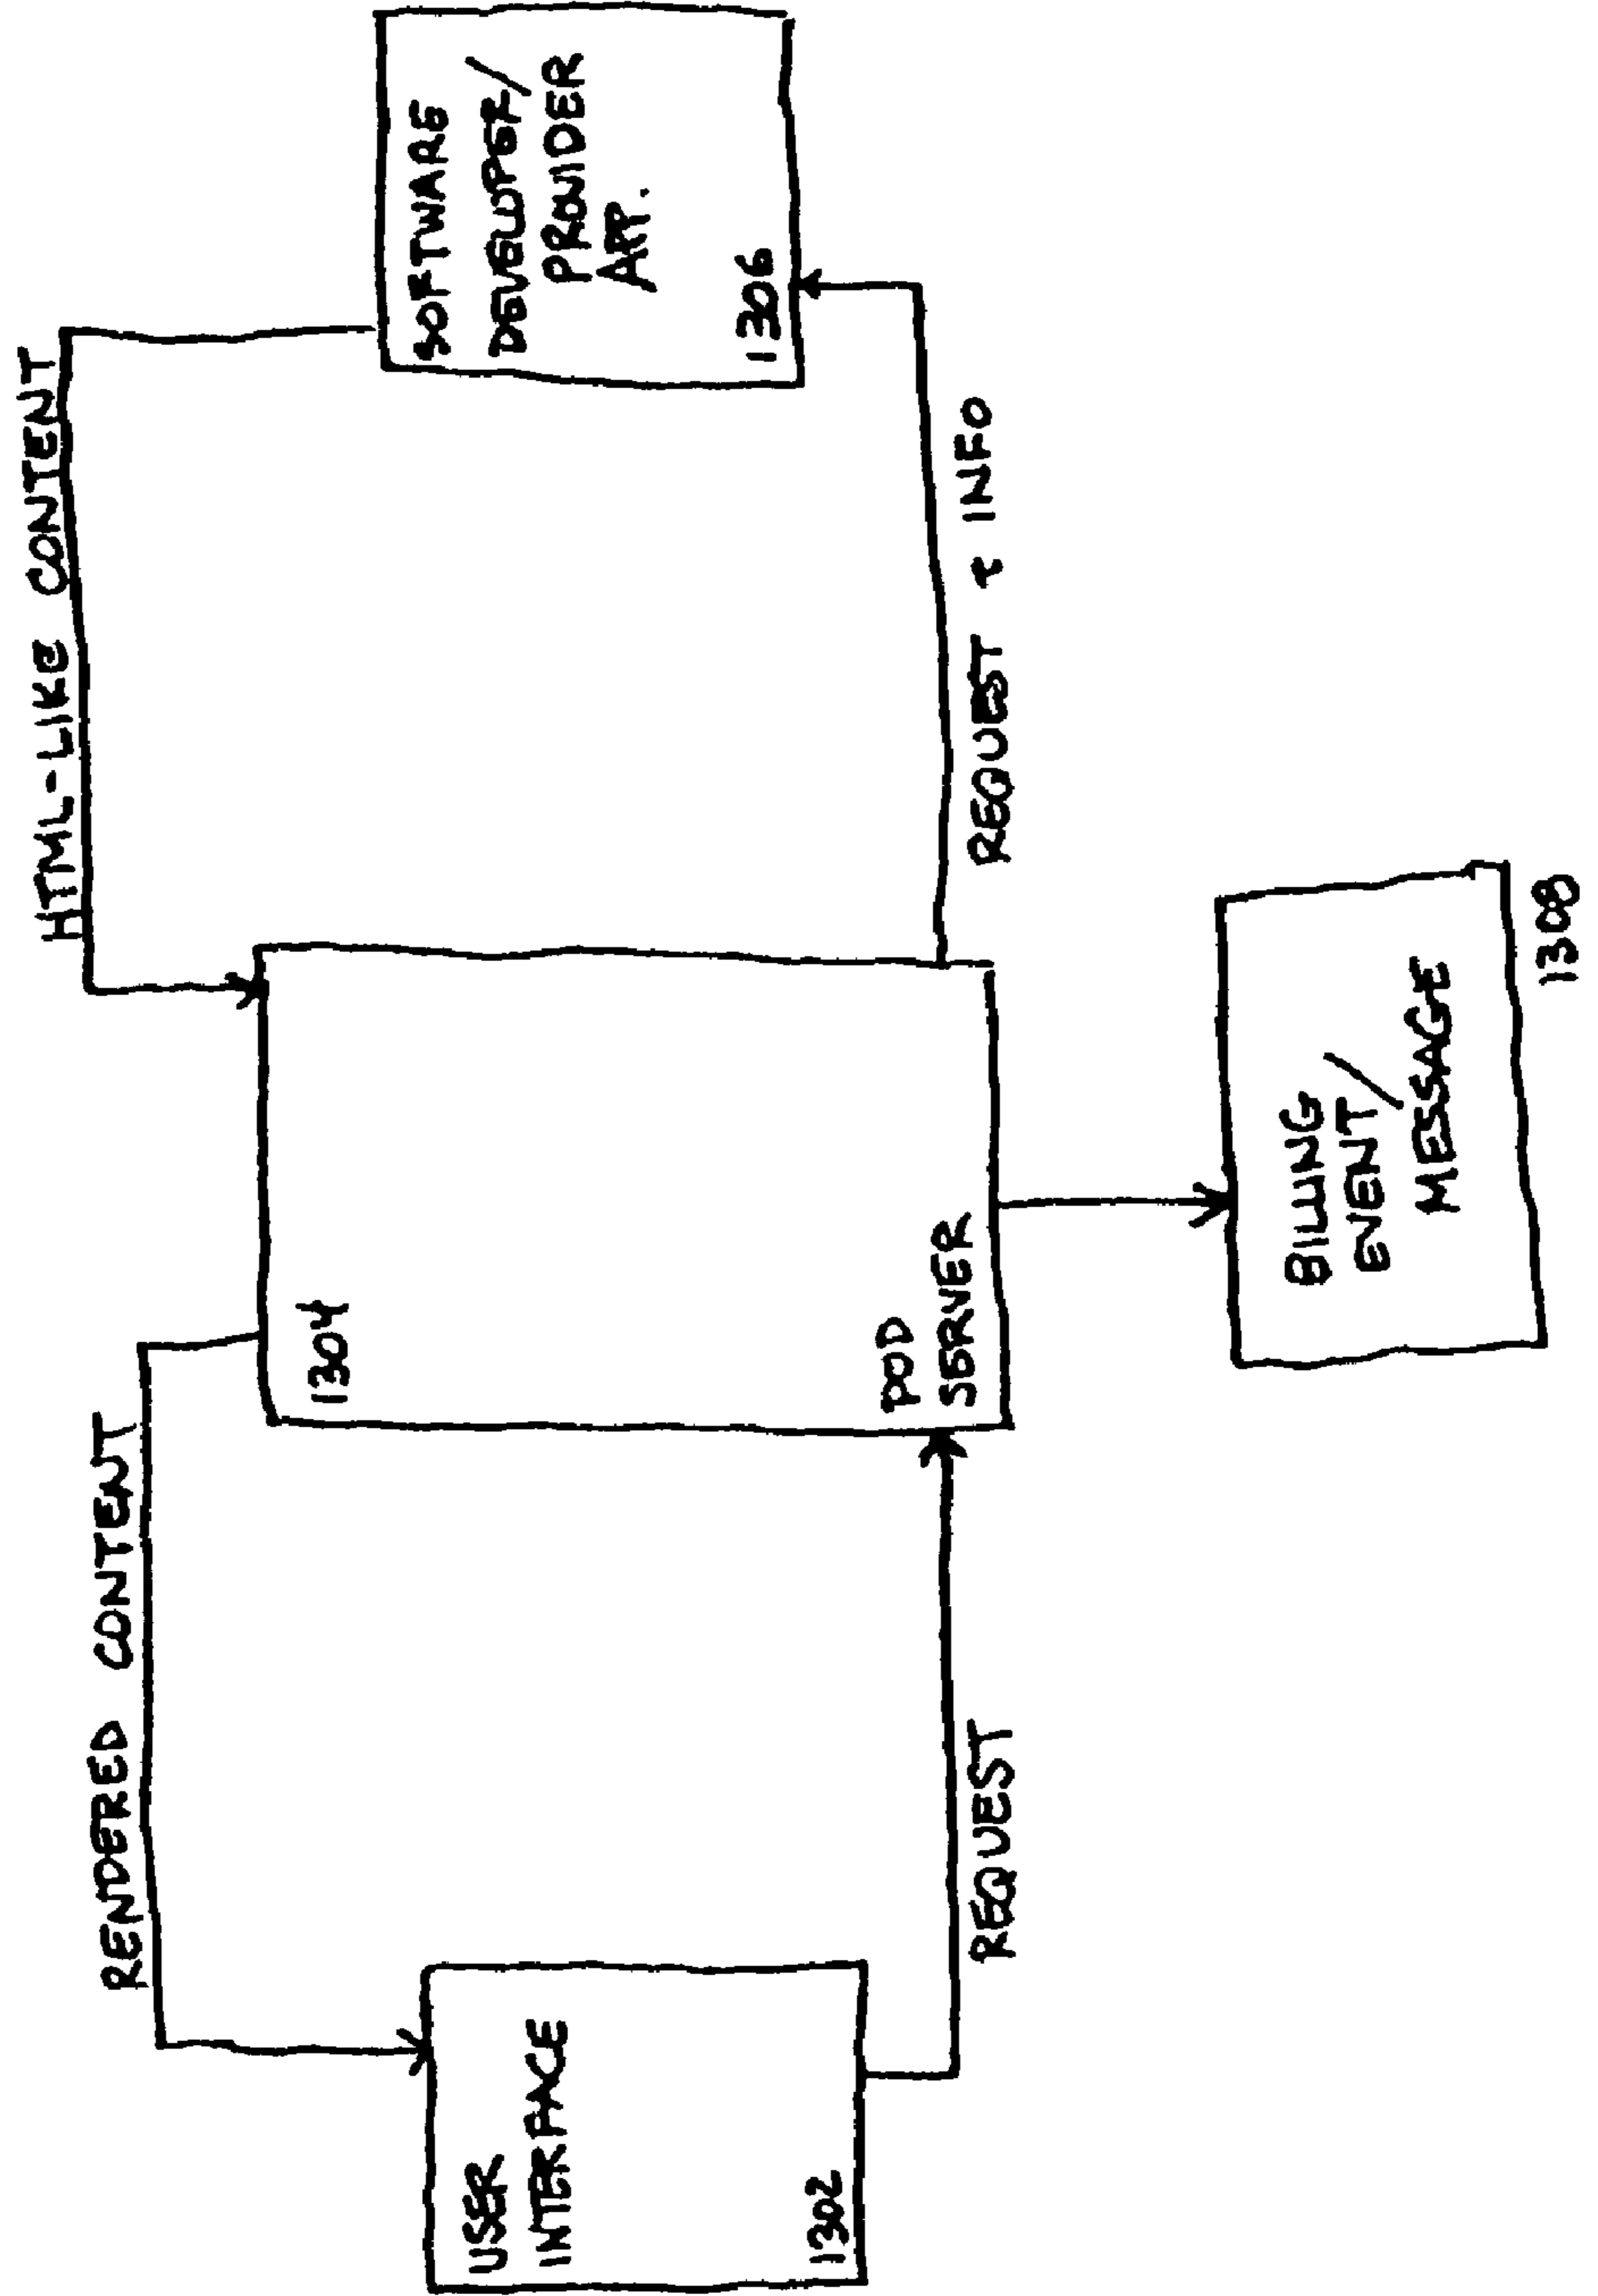 HTML-LIKE CONTENT
RENDERED CONTENT
USER
INTERFACE
1302
1304
POD
SERVER
SOFTWARE
DEVELOPER/
PROVIDER
1306
REQUEST
REQUEST & INFO
BILLING
EVENT/
MESSAGE
1308